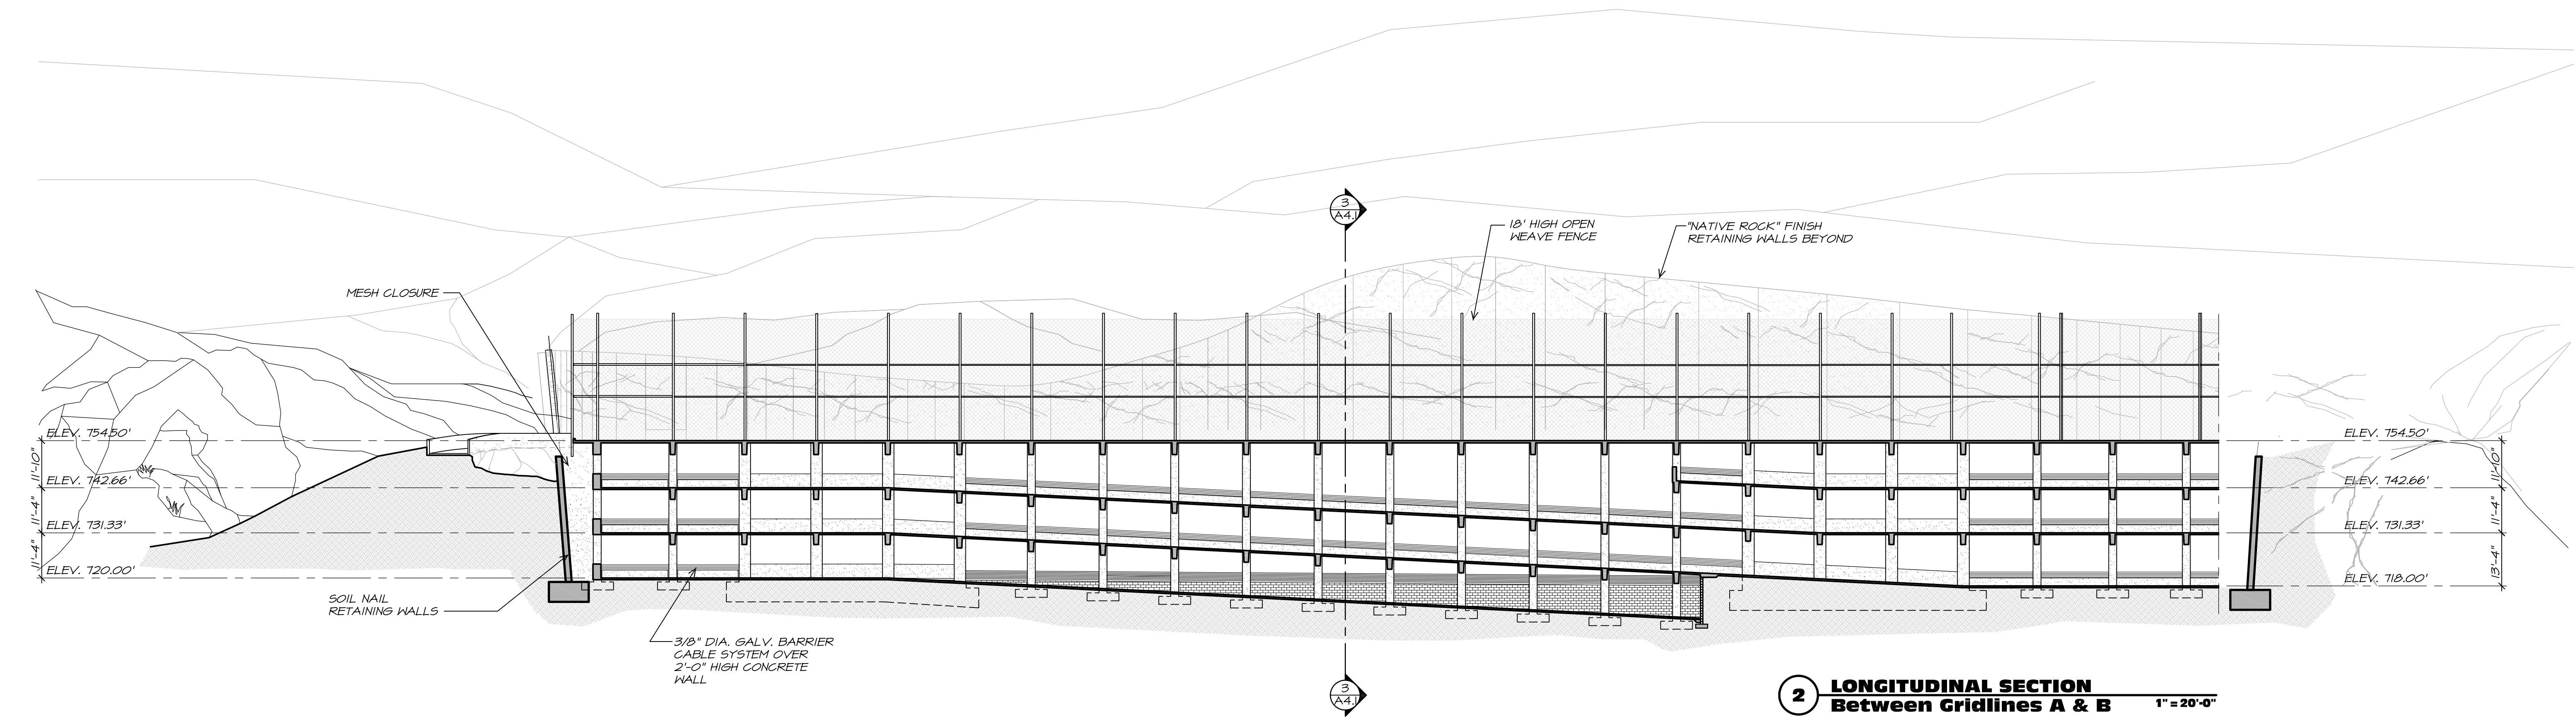 3
A4.1
18' HIGH OPEN
WEAVE FENCE
"NATIVE ROCK" FINISH
RETAINING WALLS BEYOND
MESH CLOSURE
ELEV. 754.50'
11'-10"
ELEV. 742.66'
11'-4"
ELEV. 731.33'
11'-4"
ELEV. 720.00'
ELEV. 754.50'
11'-10"
ELEV. 742.66'
11'-4"
ELEV. 731.33'
13'-4"
ELEV. 718.00'
SOIL NAIL
RETAINING WALLS
3/8" DIA. GALV. BARRIER
CABLE SYSTEM OVER
2'-0" HIGH CONCRETE
WALL
3
A4.1
2
LONGITUDINAL SECTION
Between Gridlines A & B
1" = 20'-0"